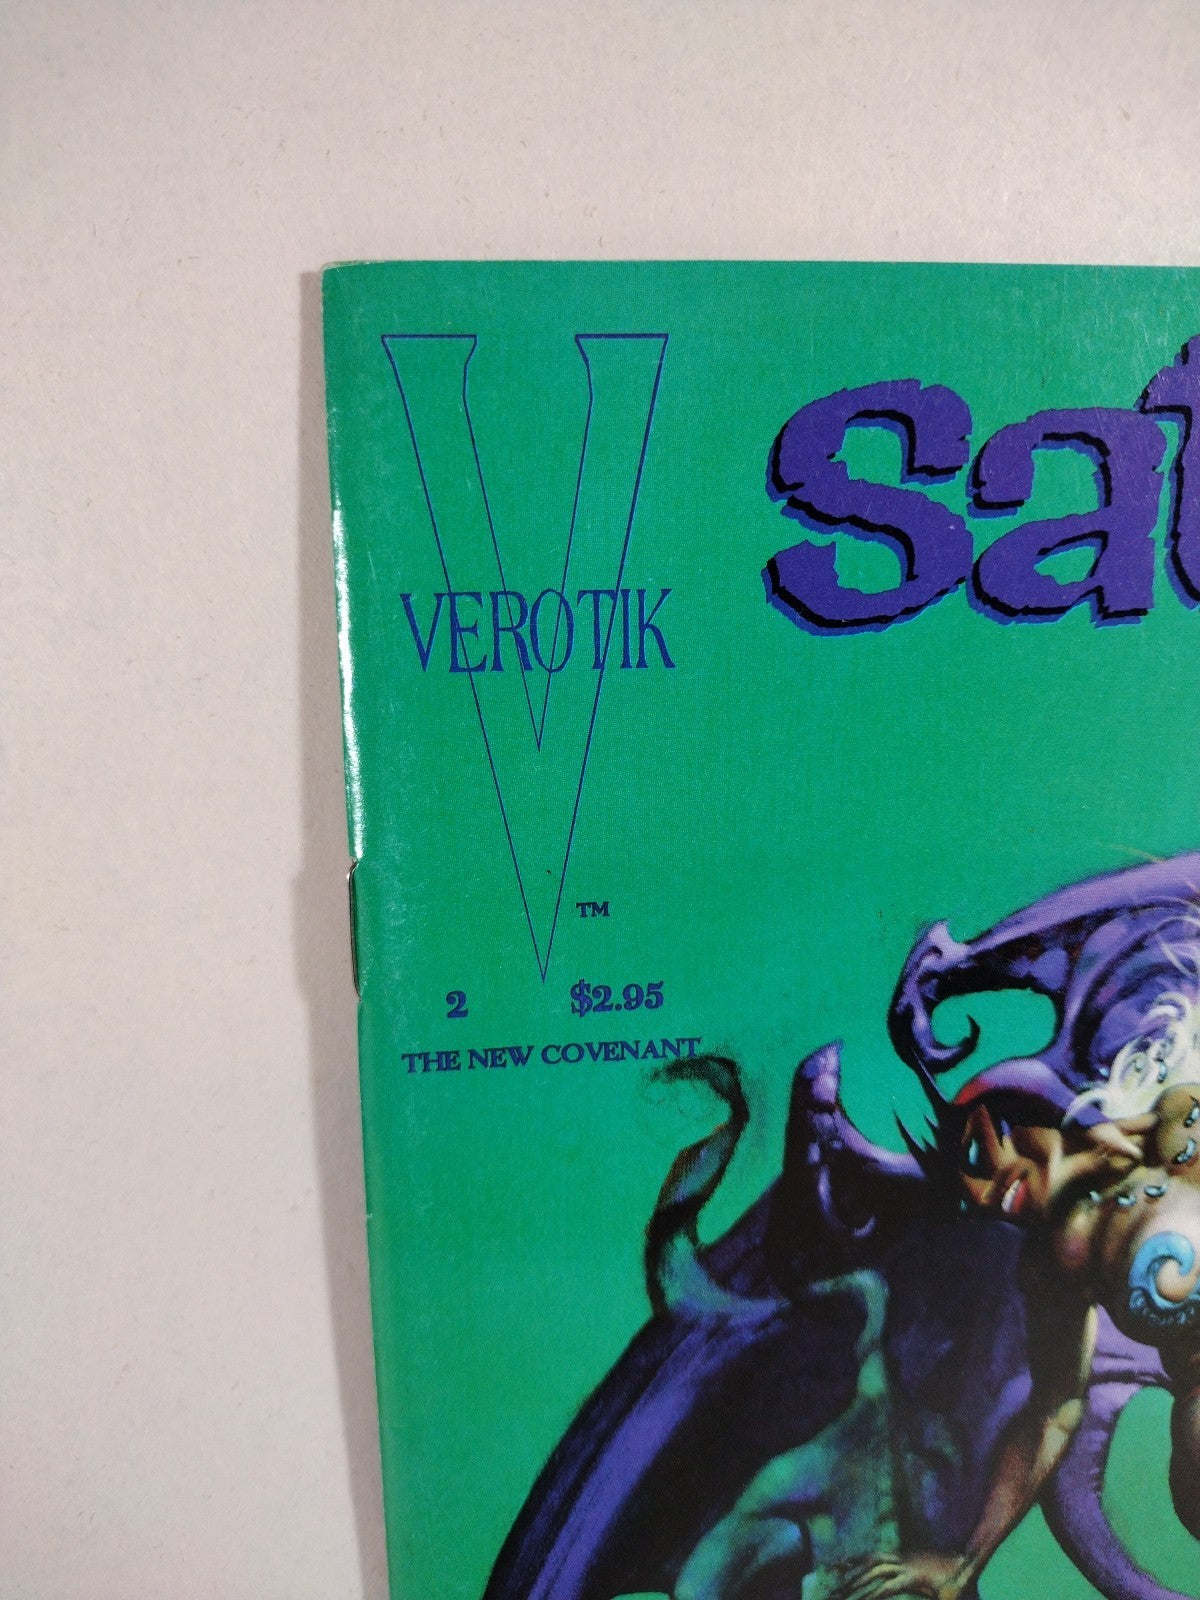 VEROTIK
TM
2 $2.95
THE NEW COVENANT
sat